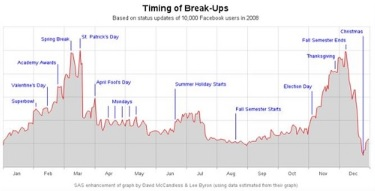 Timing of Break-Ups
Based on status updates of 10,000 Facebook users in 2008
Christmas
Spring Break
St. Patrick's Day
Fall Semester Ends
Thanksgiving
Academy Awards
Valentine's Day
April Fool's Day
Summer Holiday Starts
Election Day
Superbowl
Mondays
Fall Semester Starts
Jan Feb Mar Apr May Jun Jul Aug Sep Oct Nov Dec
SAS enhancement of graph by David McCandless & Lee Byron (using data estimated from their graph)